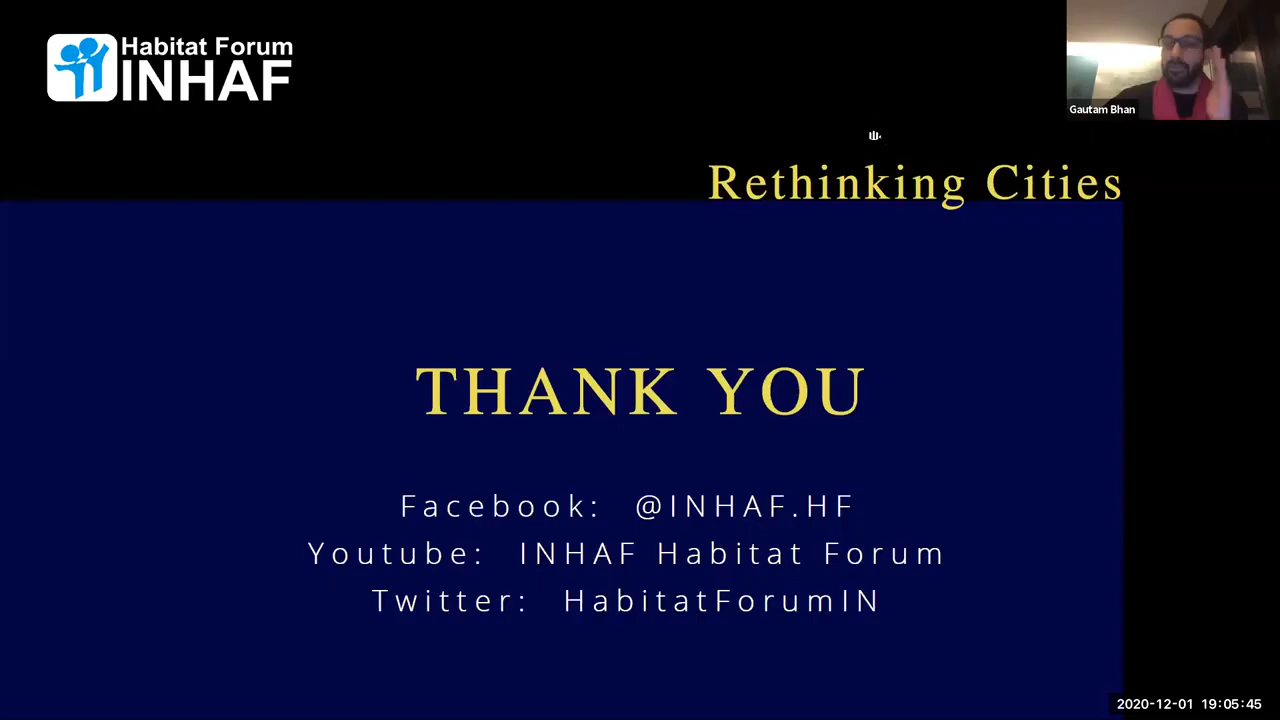 Habitat Forum
INHAF
Gautam Bhan
Rethinking Cities
THANK YOU
Facebook: @INHAF.HF
Youtube: INHAF Habitat Forum
Twitter: HabitatForumIN
2020-12-01 19:05:45